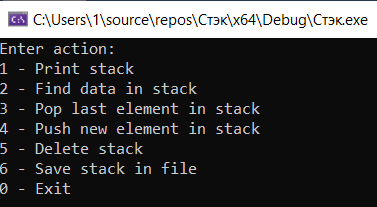 C:\Users\1\source\repos\Стэк\x64\Debug\Стэк.exe
Enter action:
1 - Print stack
2 - Find data in stack
3 - Pop last element in stack
4 - Push new element in stack
5 - Delete stack
6 - Save stack in file
0 - Exit